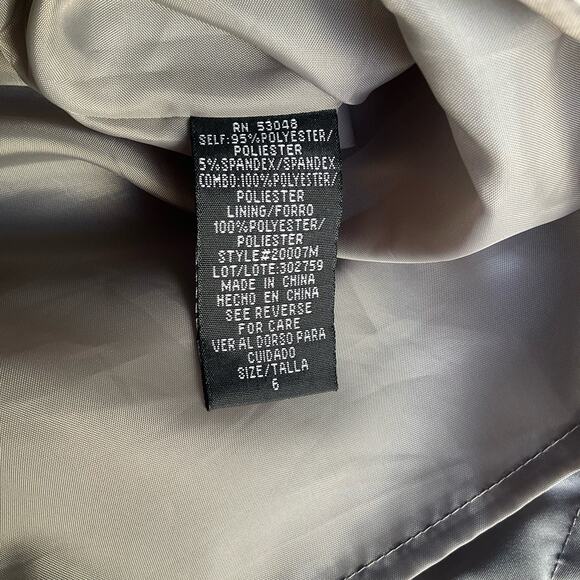 RN 53048
SELF:95%POLYESTER/
POLIESTER
5%SPANDEX/SPANDEX
COMBO:100%POLYESTER/
POLIESTER
LINING/FORRO
100%POLYESTER/
POLIESTER
STYLE#20007M
LOT/LOTE:302759
MADE IN CHINA
HECHO EN CHINA
SEE REVERSE
FOR CARE
VER AL DORSO PARA
CUIDADO
SIZE/TALLA
6